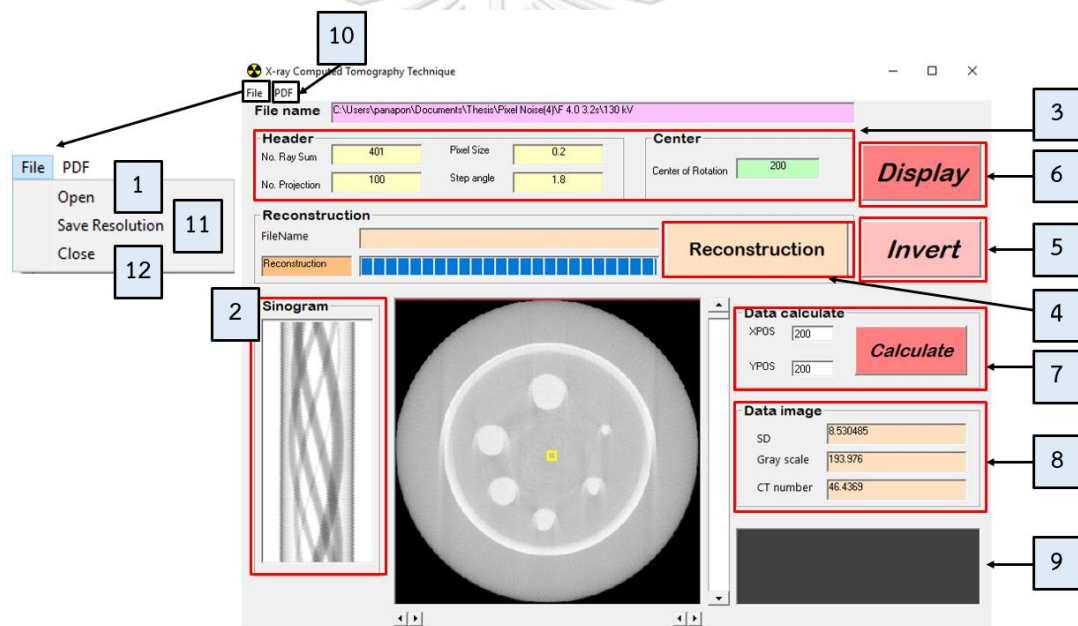 10
X-ray Computed Tomography Technique
File PDF
File name C:\Users\panapon\Documents\Thesis\Pixel Noise(4)\F 4.0 3.2s\130 kV
3
Header
No. Ray Sum 401 Pixel Size 0.2
No. Projection 100 Step angle 1.8
Center
Center of Rotation 200
Display
6
File PDF
Open
1
Save Resolution
11
Close
12
Reconstruction
FileName
Reconstruction
Reconstruction
Invert
5
4
2
Sinogram
Data calculate
XPOS 200
YPOS 200
Calculate
7
Data image
SD 8.530485
Gray scale 193.976
CT number 46.4369
8
9